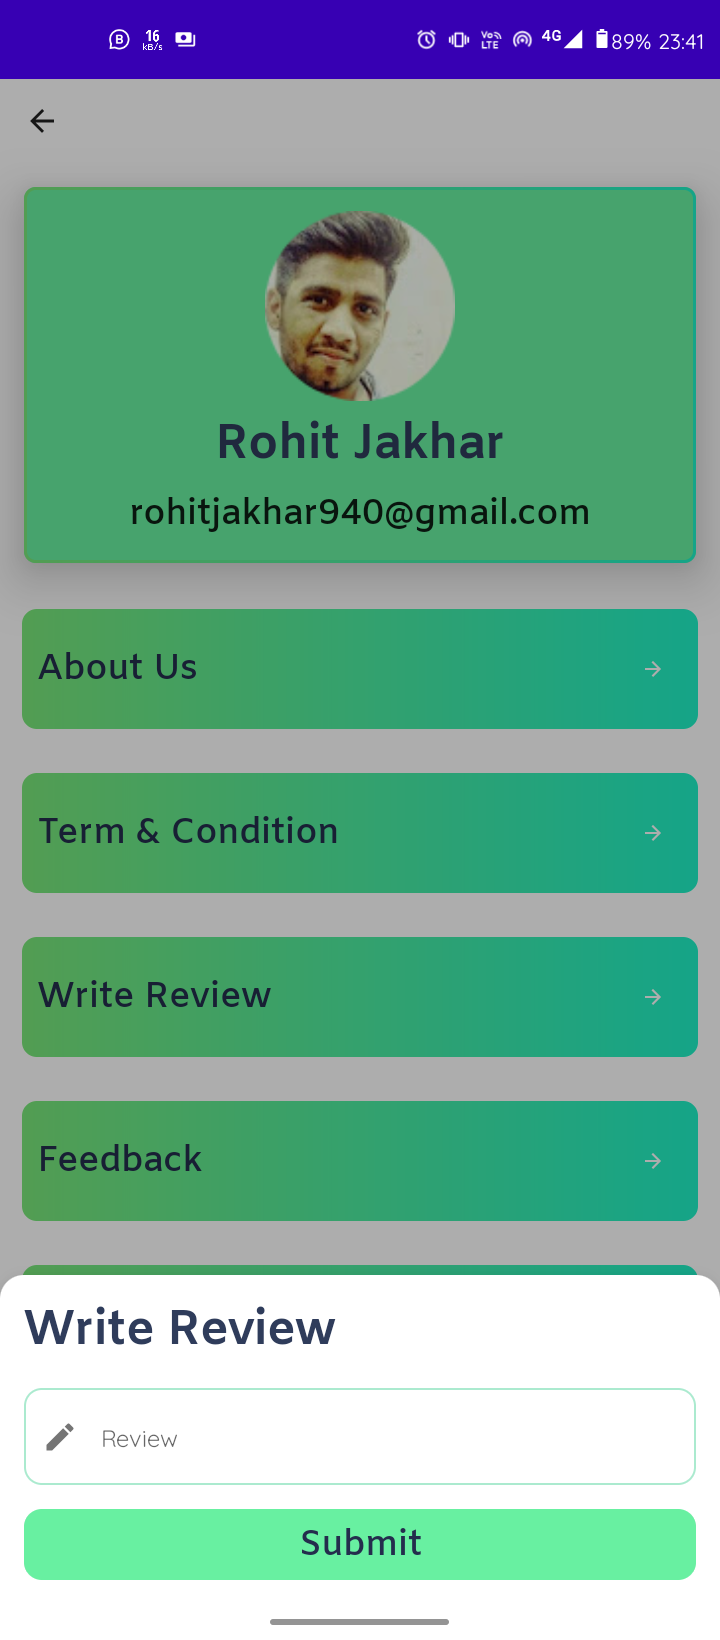 B 16 kB/s Vo LTE 4G 89% 23:41
Rohit Jakhar
rohitjakhar940@gmail.com
About Us
Term & Condition
Write Review
Feedback
Write Review
Review
Submit